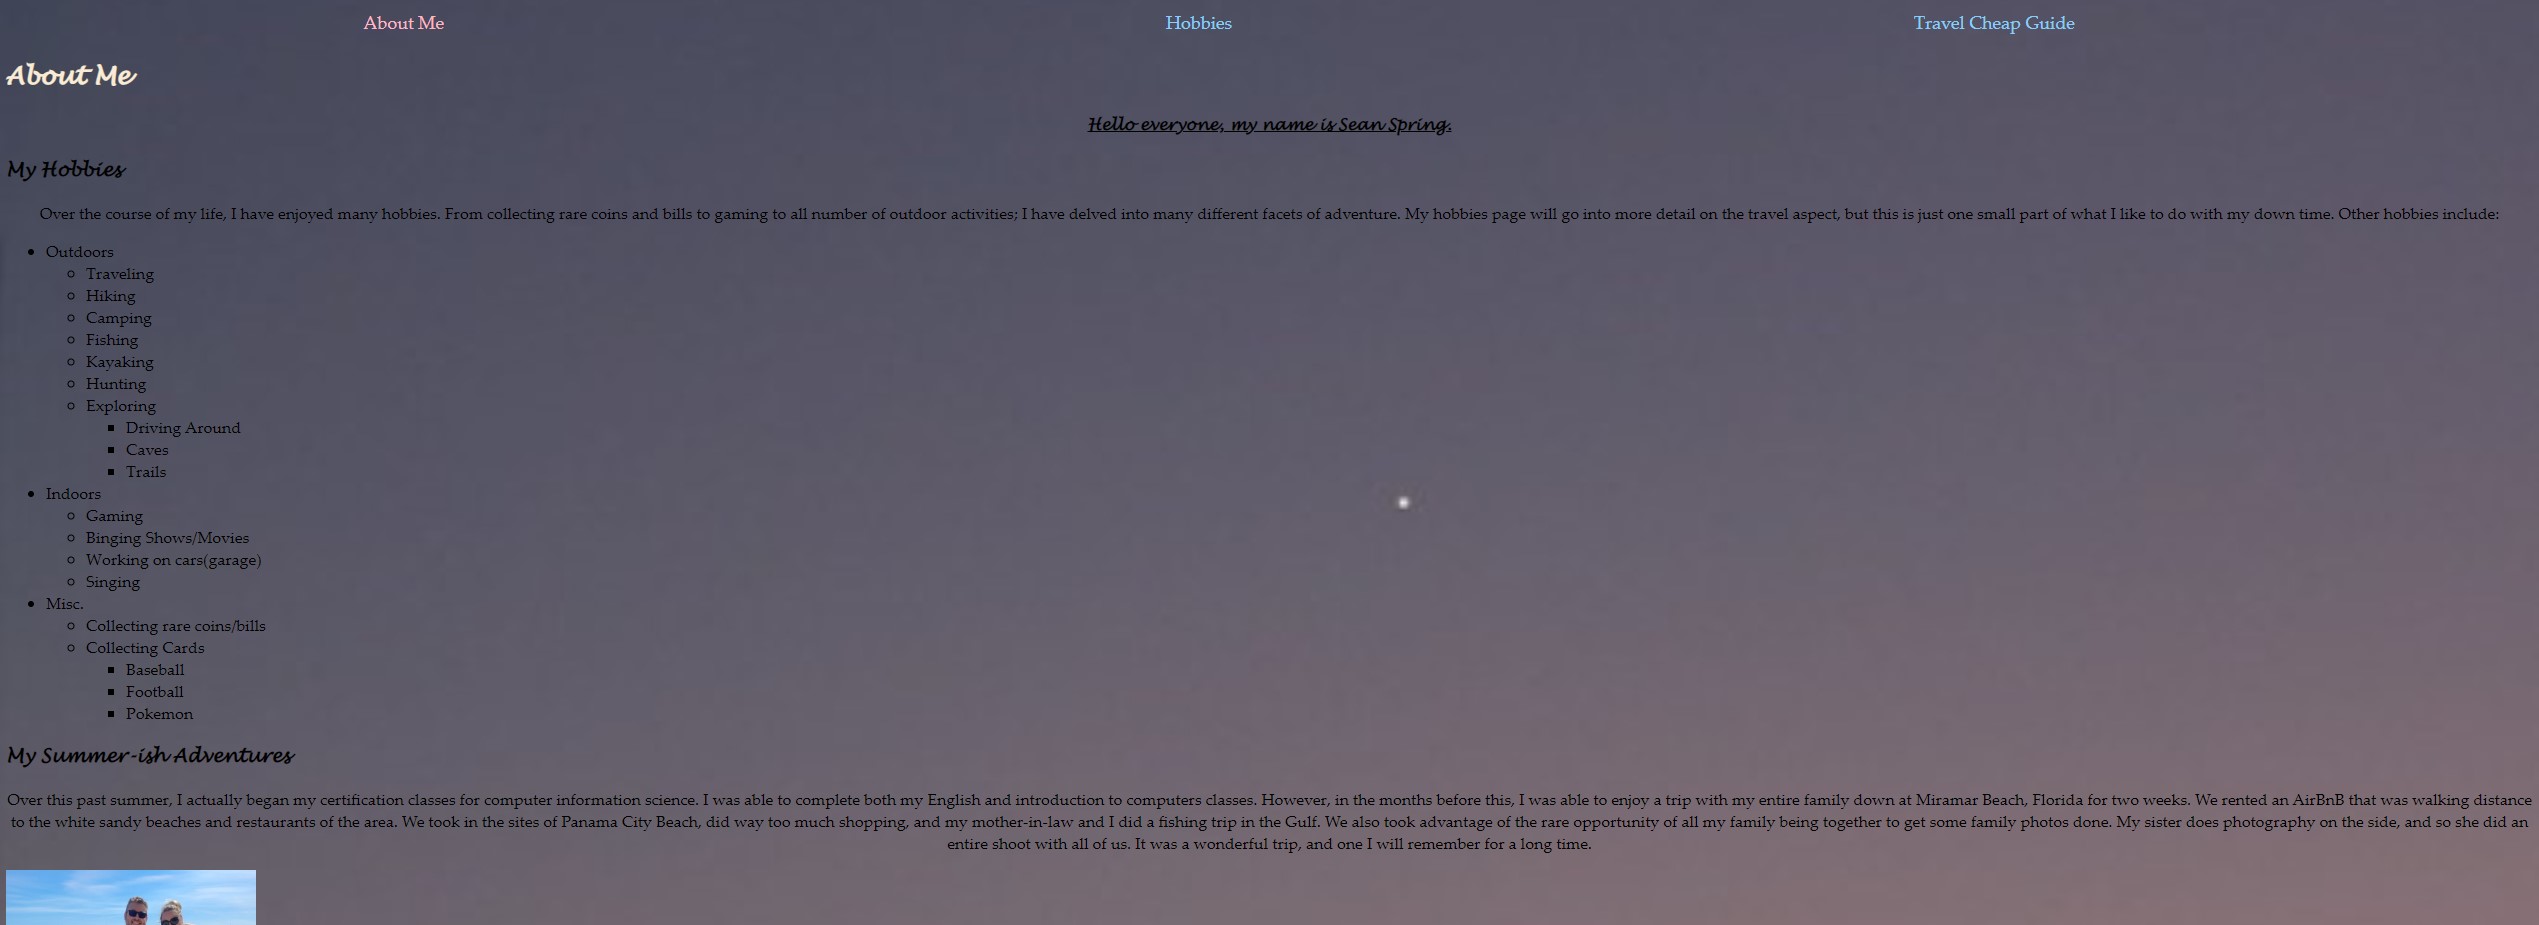 About Me Hobbies Travel Cheap Guide
About Me
Hello everyone, my name is Sean Spring.
My Hobbies
Over the course of my life, I have enjoyed many hobbies. From collecting rare coins and bills to gaming to all number of outdoor activities; I have delved into many different facets of adventure. My hobbies page will go into more detail on the travel aspect, but this is just one small part of what I like to do with my down time. Other hobbies include:
Outdoors
Traveling
Hiking
Camping
Fishing
Kayaking
Hunting
Exploring
Driving Around
Caves
Trails
Indoors
Gaming
Binging Shows/Movies
Working on cars(garage)
Singing
Misc.
Collecting rare coins/bills
Collecting Cards
Baseball
Football
Pokemon
My Summer-ish Adventures
Over this past summer, I actually began my certification classes for computer information science. I was able to complete both my English and introduction to computers classes. However, in the months before this, I was able to enjoy a trip with my entire family down at Miramar Beach, Florida for two weeks. We rented an AirBnB that was walking distance
to the white sandy beaches and restaurants of the area. We took in the sites of Panama City Beach, did way too much shopping, and my mother-in-law and I did a fishing trip in the Gulf. We also took advantage of the rare opportunity of all my family being together to get some family photos done. My sister does photography on the side, and so she did an
entire shoot with all of us. It was a wonderful trip, and one I will remember for a long time.